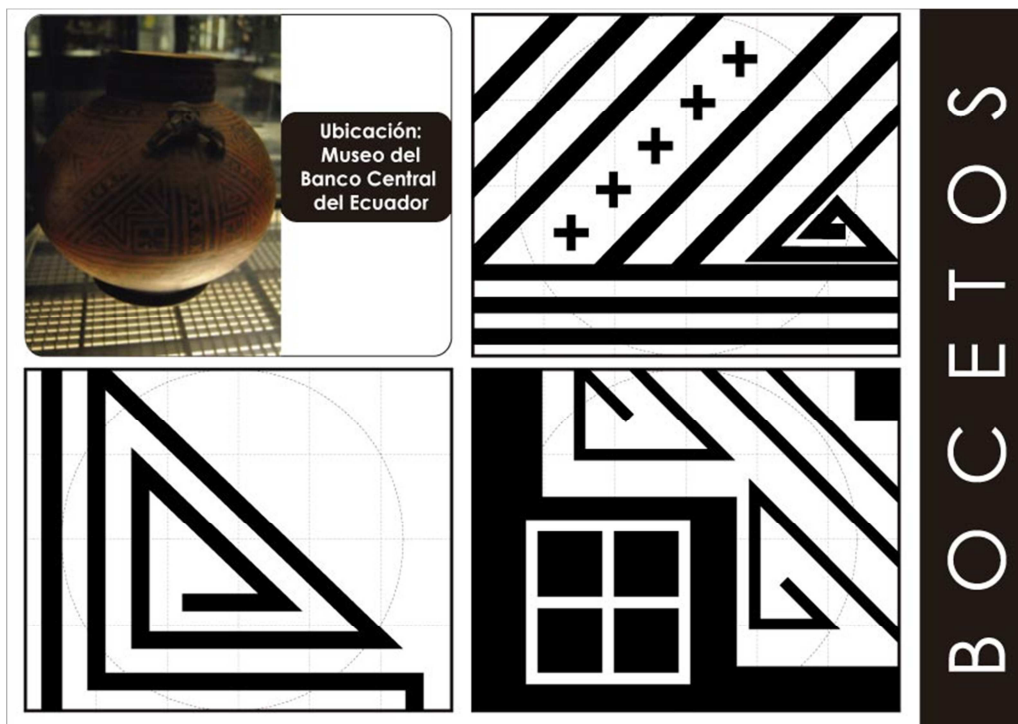 Ubicación:
Museo del
Banco Central
del Ecuador
BOCETOS